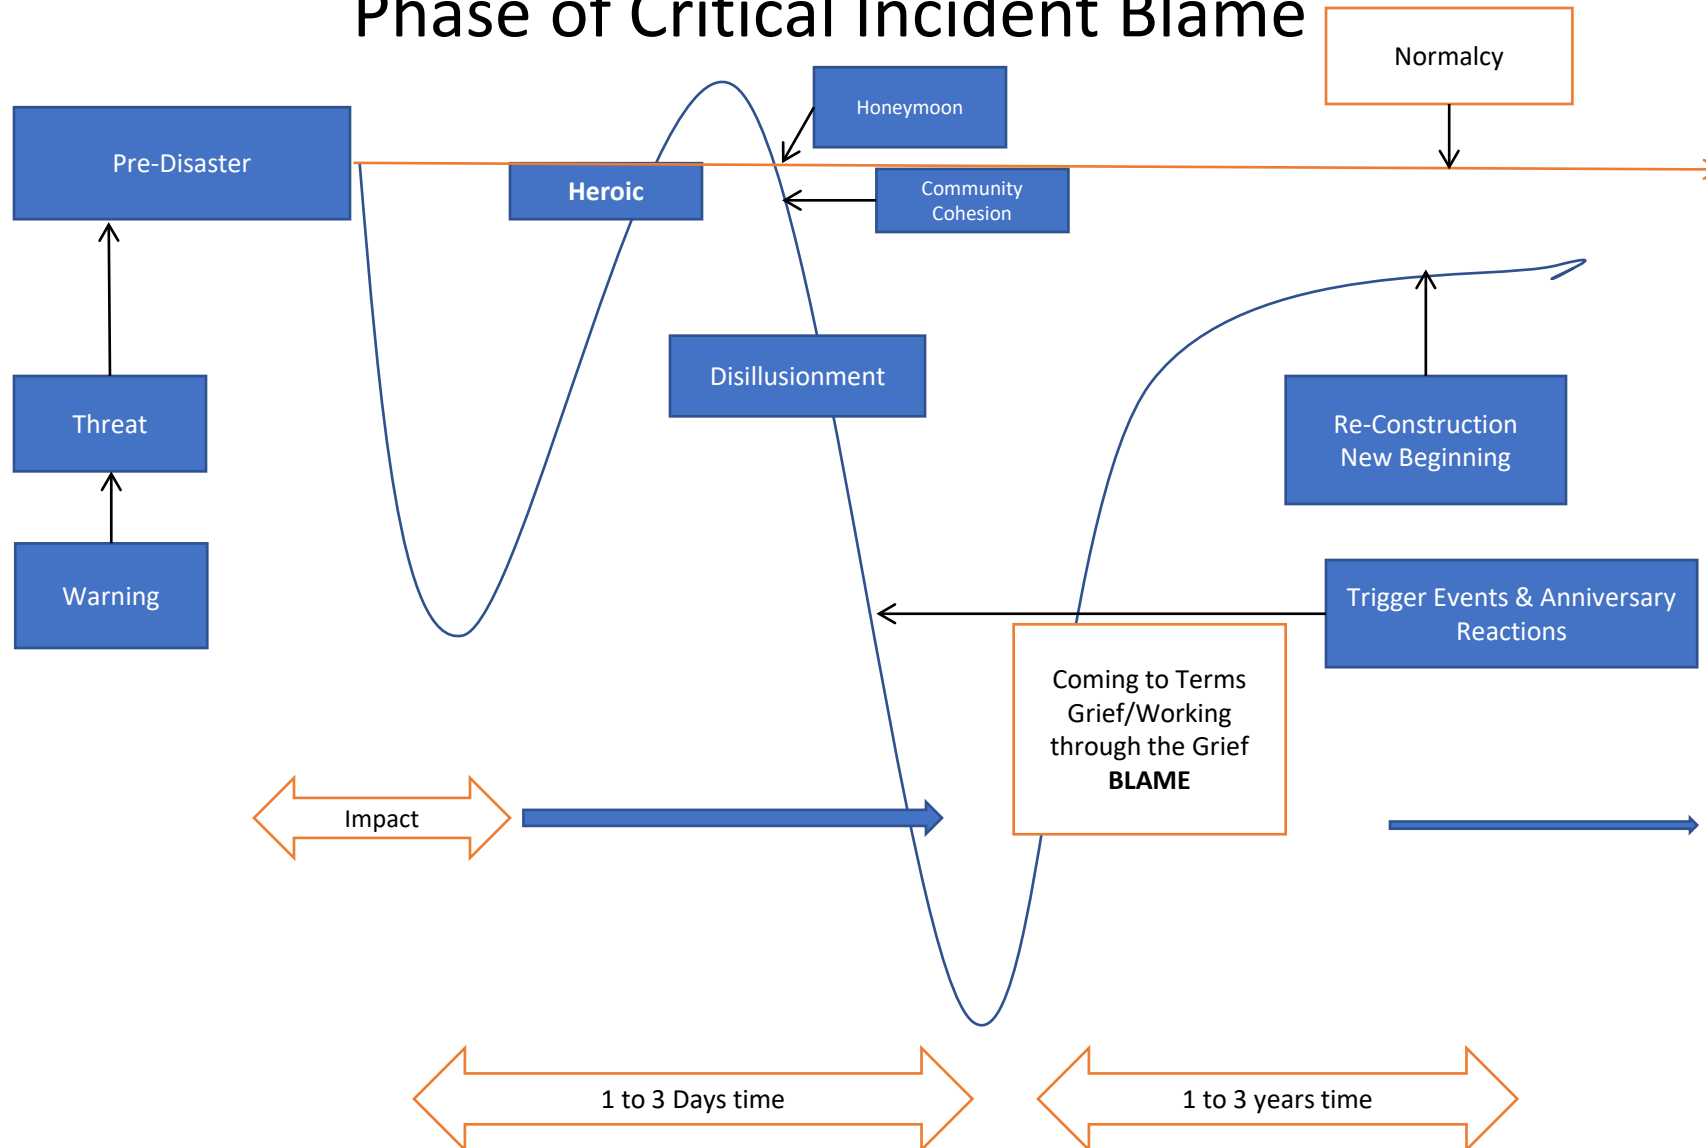 Phase of Critical Incident Blame
Normalcy
Honeymoon
Pre-Disaster
Heroic
Community
Cohesion
Disillusionment
Threat
Re-Construction
New Beginning
Warning
Trigger Events & Anniversary
Reactions
Coming to Terms
Grief/Working
through the Grief
BLAME
Impact
1 to 3 Days time
1 to 3 years time